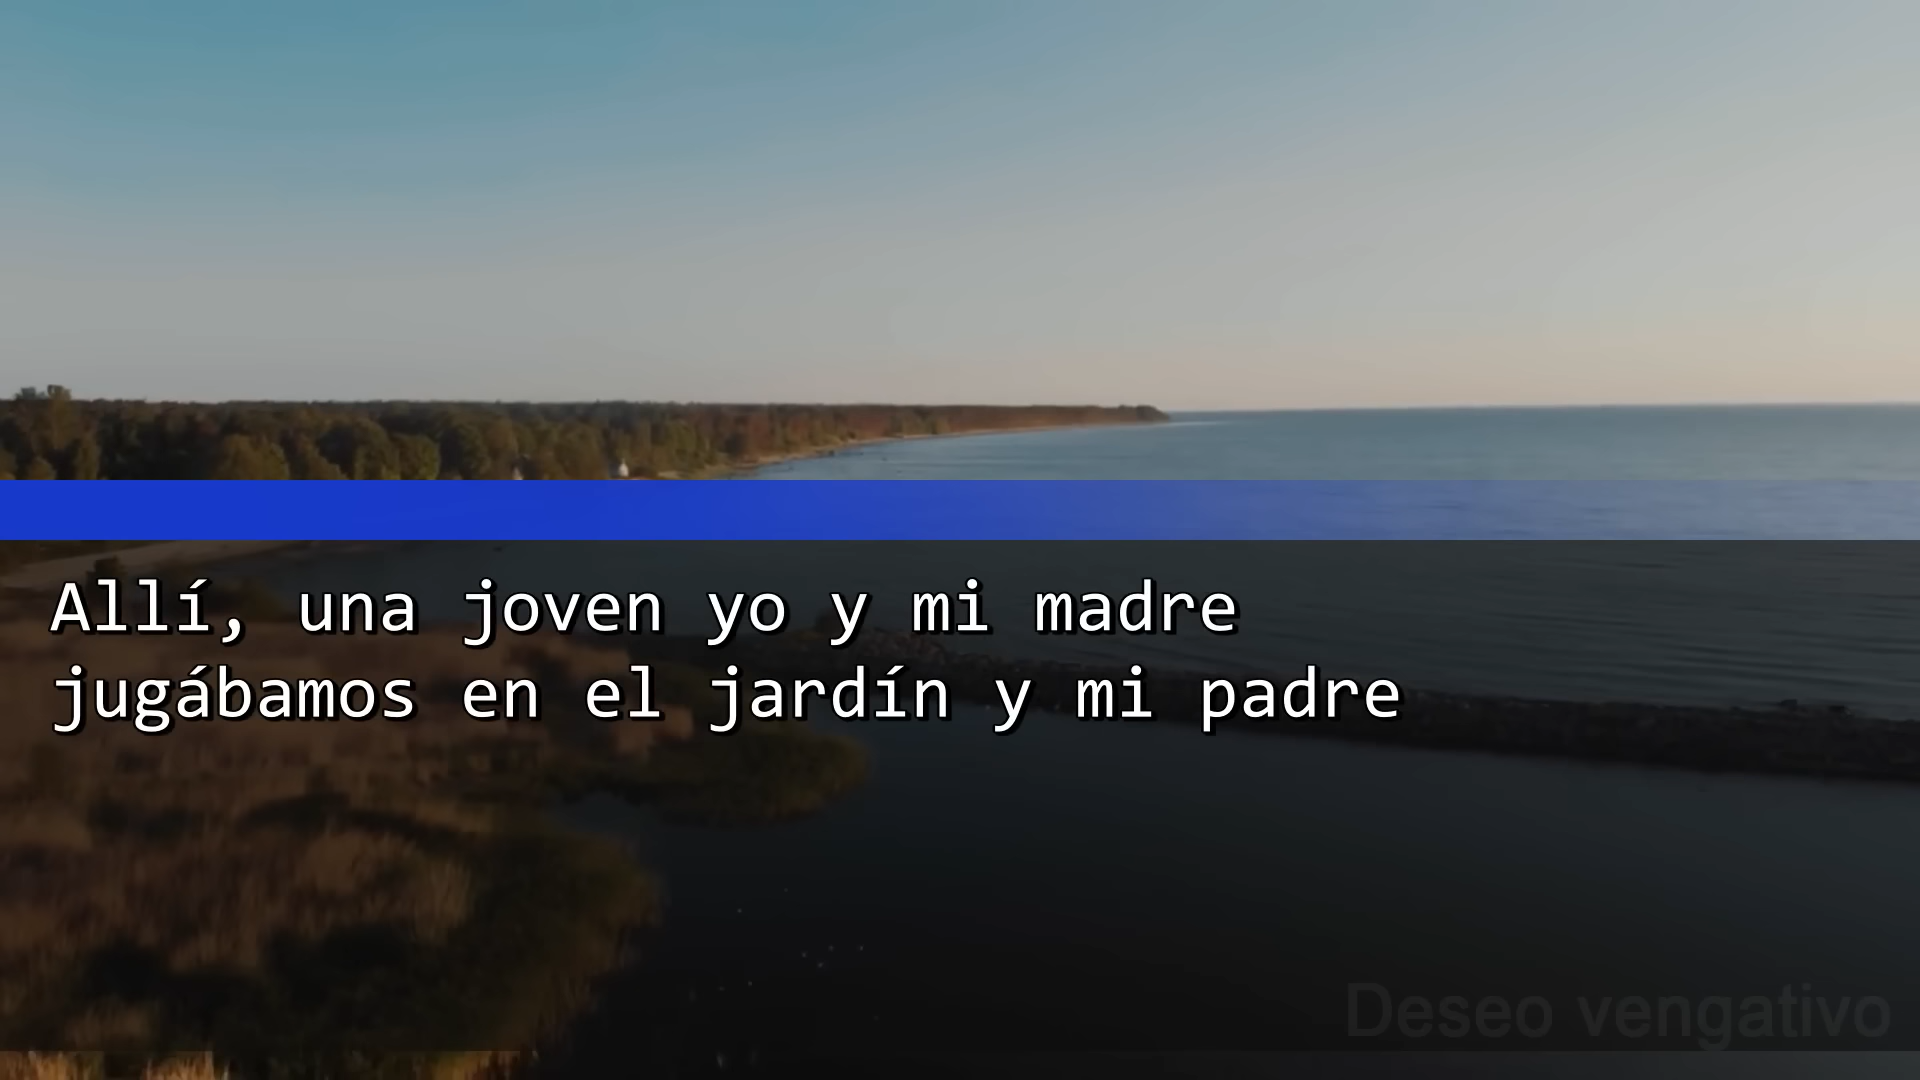 Allí, una joven yo y mi madre
jugábamos en el jardín y mi padre
Deseo vengativo